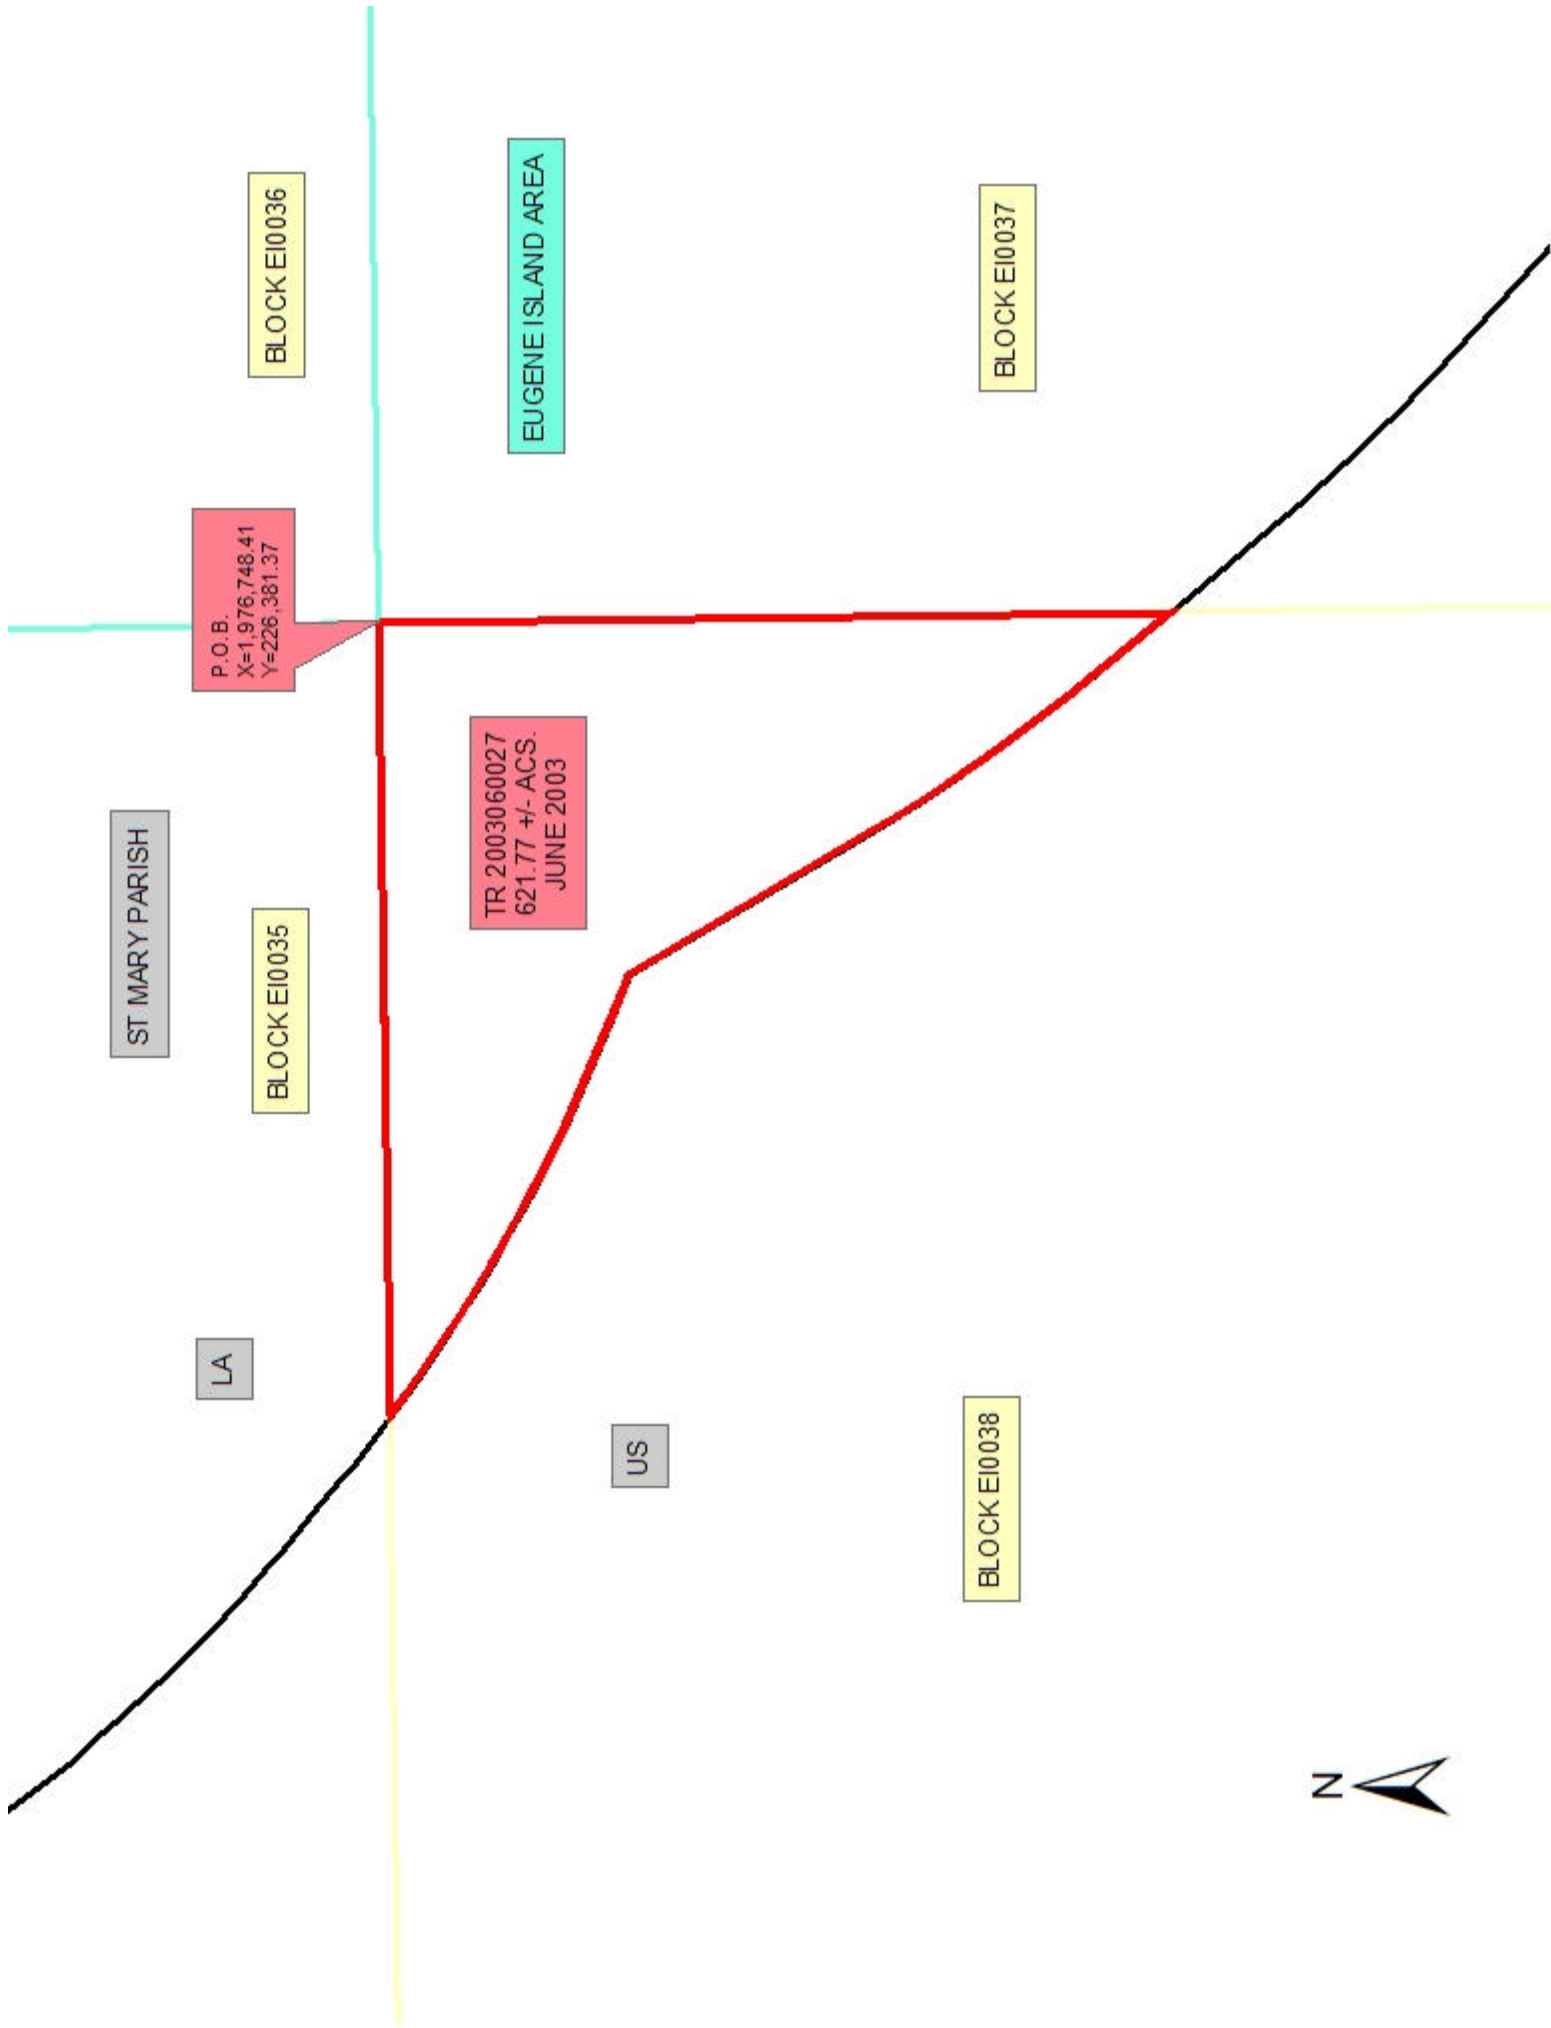 ST MARY PARISH
P.O.B.
X=1,976,748.41
Y=226,381.37
LA
BLOCK EI0035
BLOCK EI0036
TR 2003060027
621.77 +/- ACS.
JUNE 2003
EUGENE ISLAND AREA
US
BLOCK EI0038
BLOCK EI0037
N